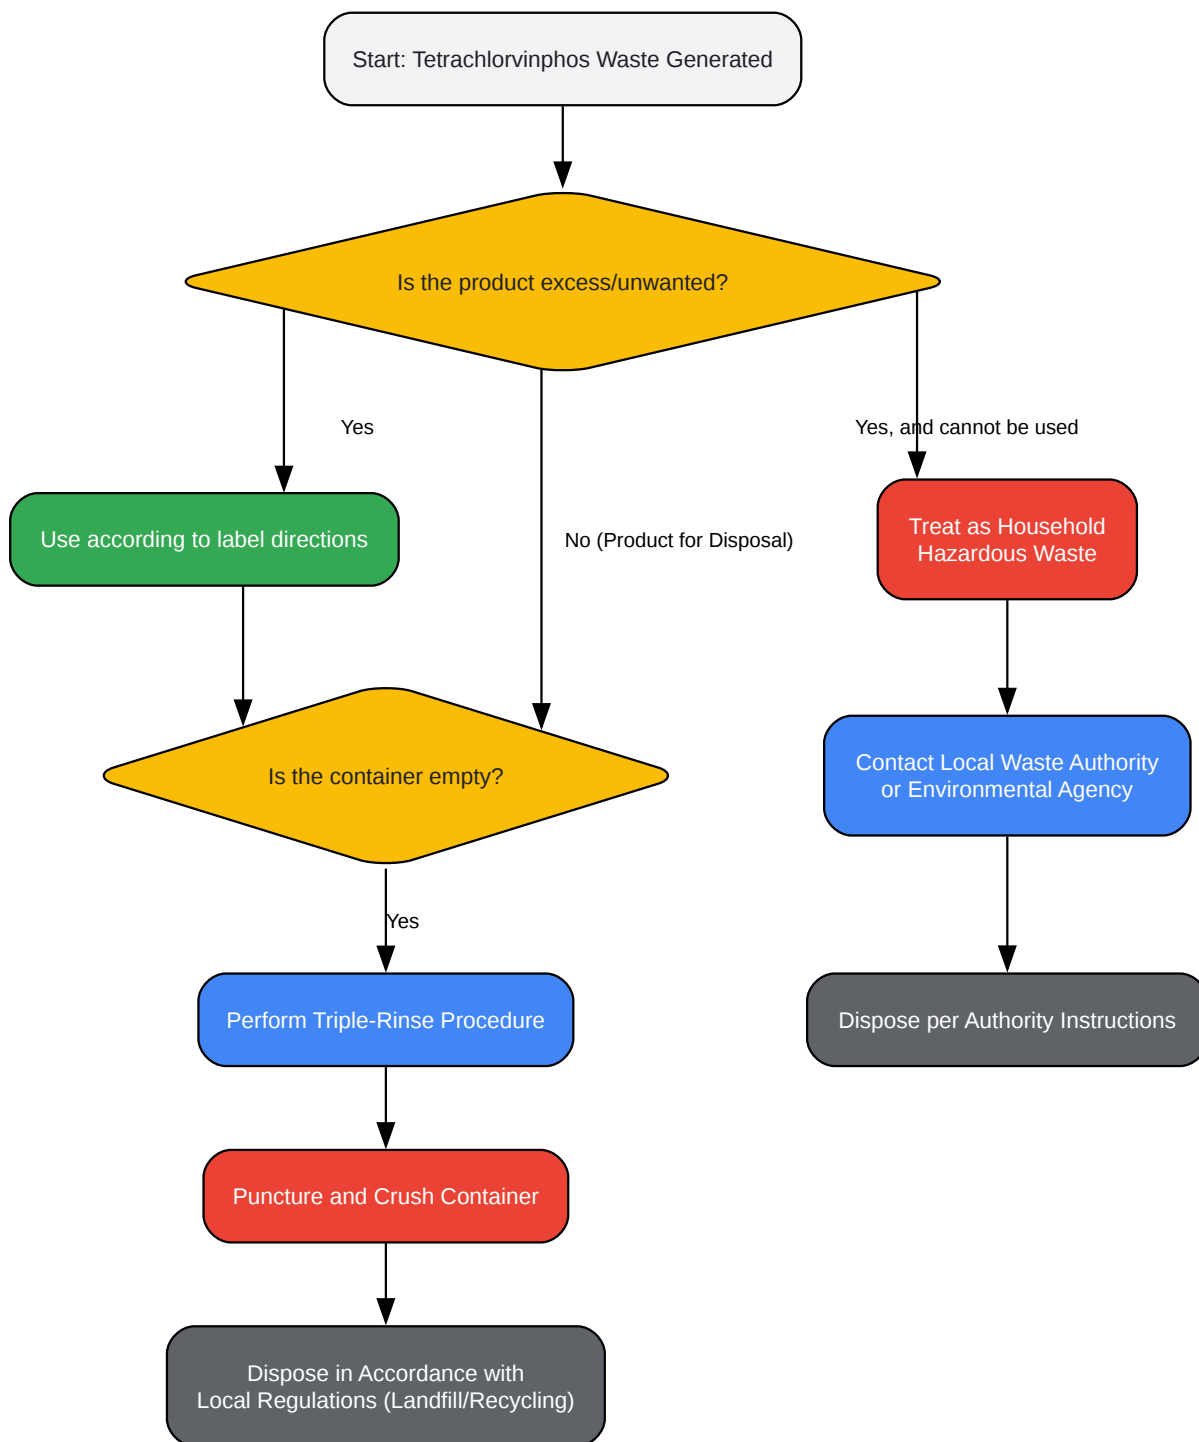 Start: Tetrachlorvinphos Waste Generated
Is the product excess/unwanted?
Yes
Yes, and cannot be used
Use according to label directions
No (Product for Disposal)
Treat as Household
Hazardous Waste
Is the container empty?
Contact Local Waste Authority
or Environmental Agency
Yes
Perform Triple-Rinse Procedure
Dispose per Authority Instructions
Puncture and Crush Container
Dispose in Accordance with
Local Regulations (Landfill/Recycling)